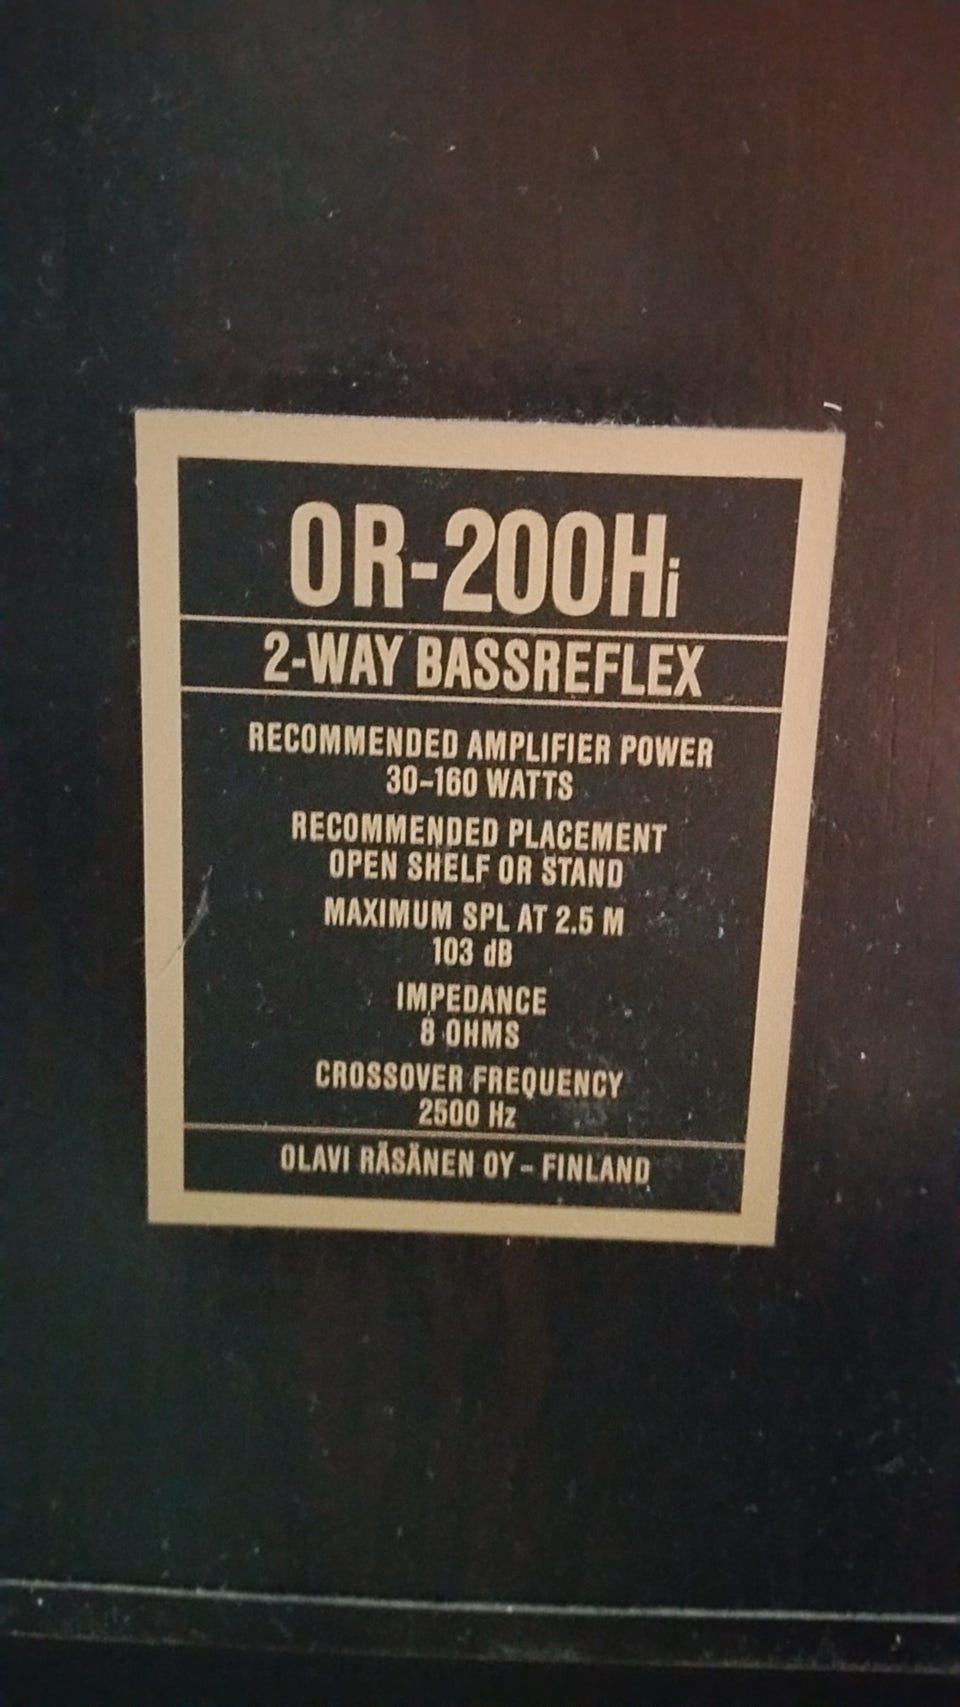 OR-200Hi
2-WAY BASSREFLEX
RECOMMENDED AMPLIFIER POWER
30-160 WATTS
RECOMMENDED PLACEMENT
OPEN SHELF OR STAND
MAXIMUM SPL AT 2.5 M
103 dB
IMPEDANCE
8 OHMS
CROSSOVER FREQUENCY
2500 Hz
OLAVI RÄSÄNEN OY - FINLAND